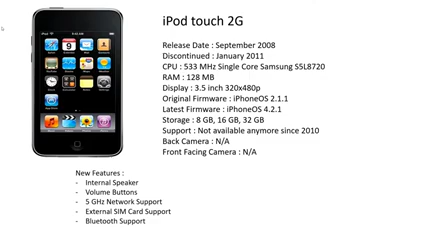 iPod touch 2G
Release Date : September 2008
Discontinued : January 2011
CPU : 533 MHz Single Core Samsung S5L8720
RAM : 128 MB
Display : 3.5 inch 320x480p
Original Firmware : iPhoneOS 2.1.1
Latest Firmware : iPhoneOS 4.2.1
Storage : 8 GB, 16 GB, 32 GB
Support : Not available anymore since 2010
Back Camera : N/A
Front Facing Camera : N/A
New Features :
- Internal Speaker
- Volume Buttons
- 5 GHz Network Support
- External SIM Card Support
- Bluetooth Support